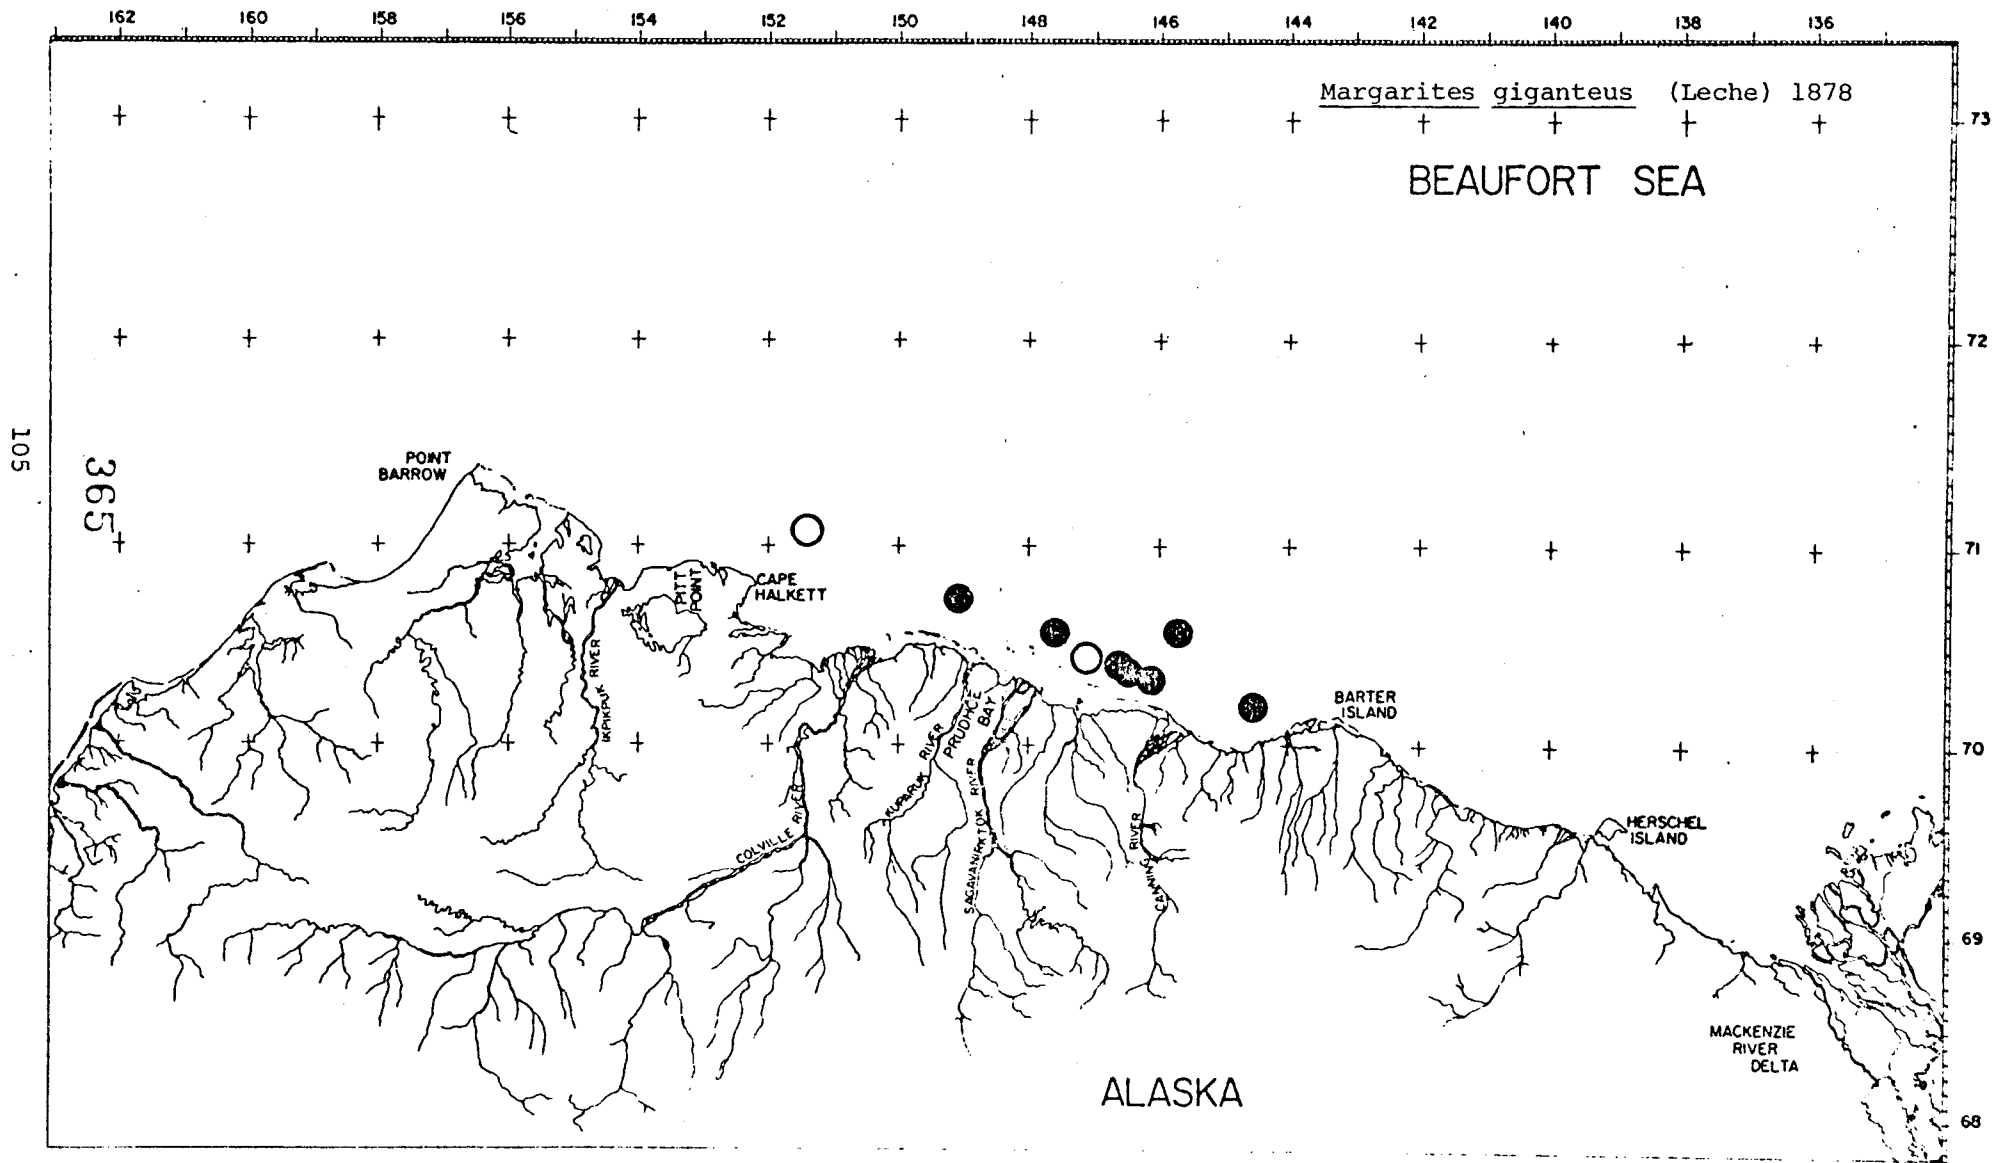 162 160 158 156 154 152 150 148 146 144 142 140 138 136
Margarites giganteus (Leche) 1878
73
BEAUFORT SEA
72
105
365
POINT
BARROW
71
PITT
POINT
CAPE
HALKETT
IKPIKPUK RIVER
PRUDHOE
BAY
BARTER
ISLAND
70
KUPARUK RIVER
COLVILLE RIVER
SAGAVANIRKTOK RIVER
CANNING RIVER
HERSCHEL
ISLAND
69
MACKENZIE
RIVER
DELTA
ALASKA
68